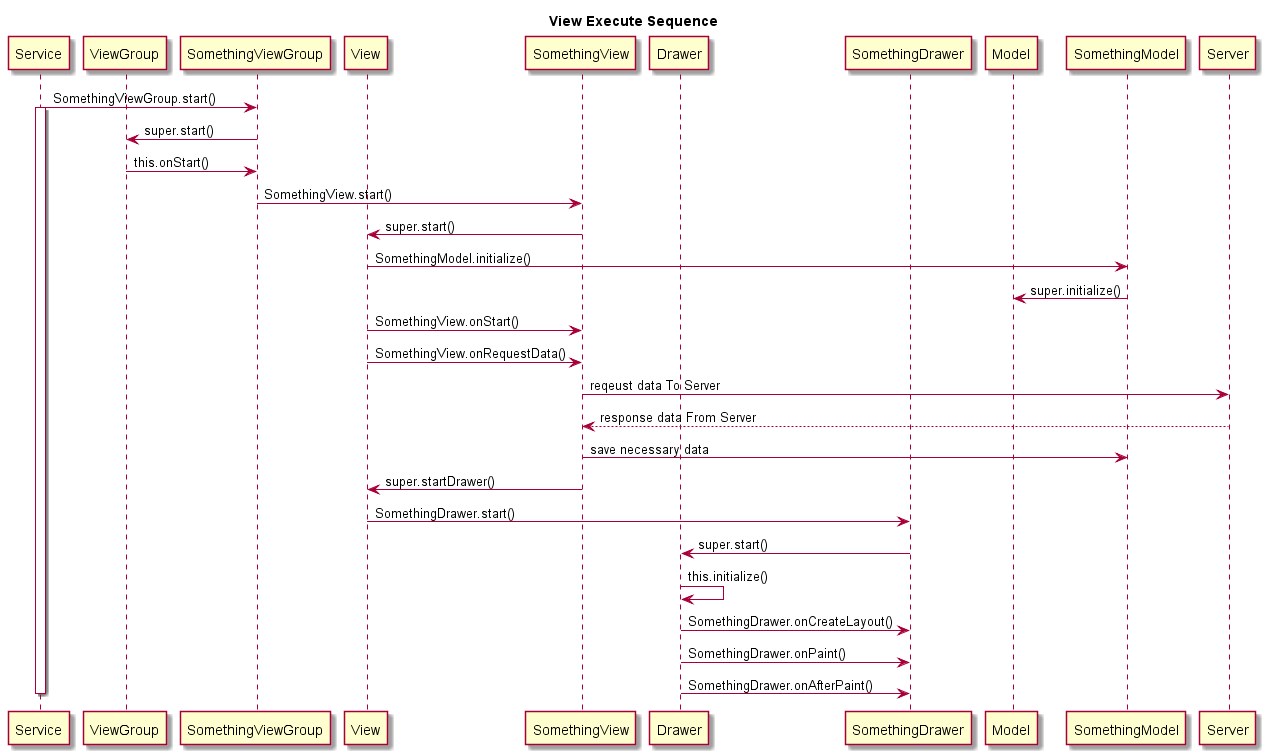 View Execute Sequence
Service ViewGroup SomethingViewGroup View SomethingView Drawer SomethingDrawer Model SomethingModel Server
SomethingViewGroup.start()
super.start()
this.onStart()
SomethingView.start()
super.start()
SomethingModel.initialize()
super.initialize()
SomethingView.onStart()
SomethingView.onRequestData()
reqeust data To Server
response data From Server
save necessary data
super.startDrawer()
SomethingDrawer.start()
super.start()
this.initialize()
SomethingDrawer.onCreateLayout()
SomethingDrawer.onPaint()
SomethingDrawer.onAfterPaint()
Service ViewGroup SomethingViewGroup View SomethingView Drawer SomethingDrawer Model SomethingModel Server